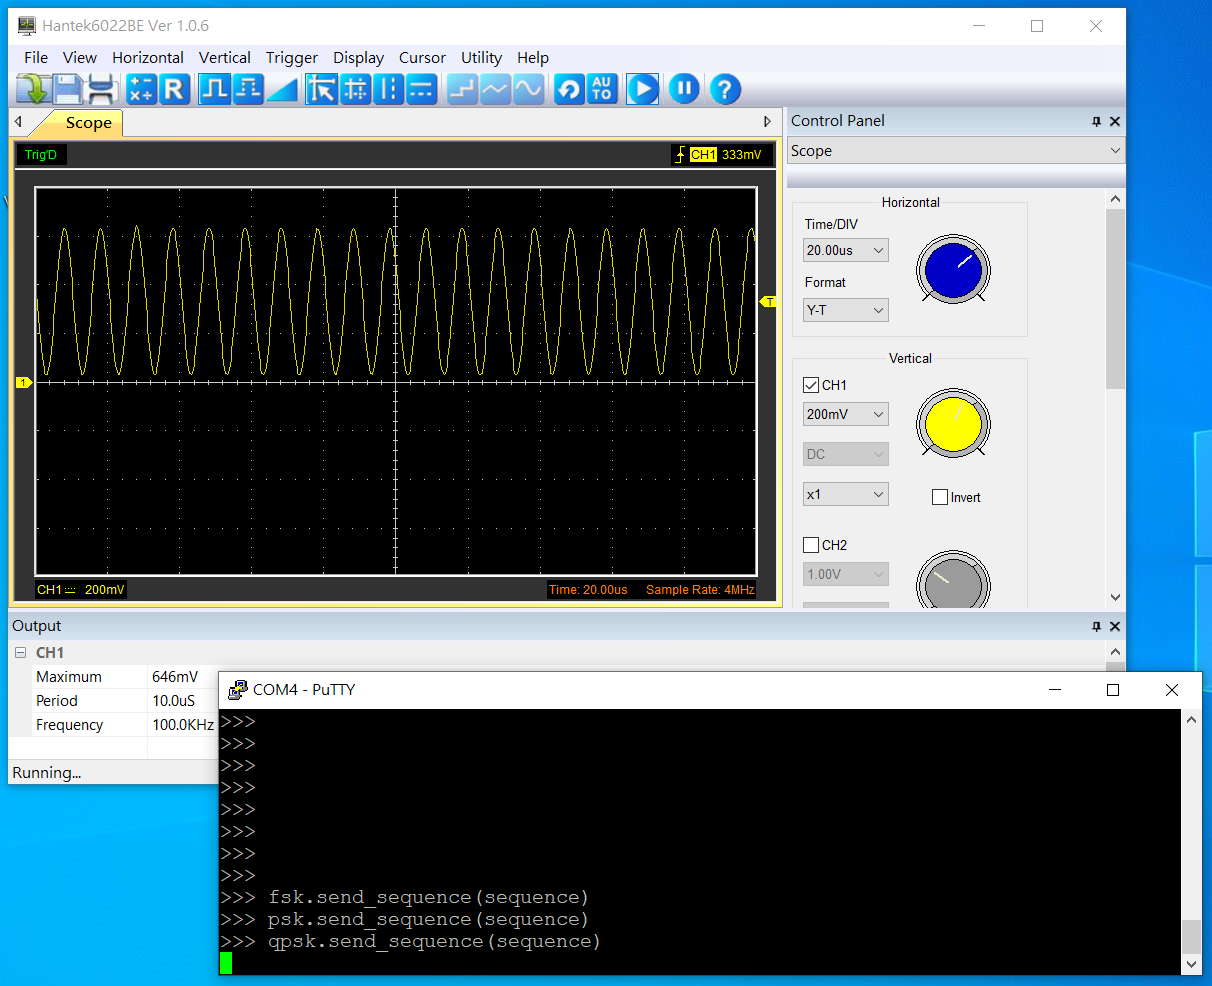 Hantek6022BE Ver 1.0.6
File View Horizontal Vertical Trigger Display Cursor Utility Help
R AU TO ?
Scope
Trig'D
CH1 333mV
T
1
CH1 200mV
Time: 20.00us Sample Rate: 4MHz
Control Panel
Scope
Horizontal
Time/DIV
20.00us
Format
Y-T
Vertical
CH1
200mV
DC
x1
Invert
CH2
1.00V
Output
CH1
Maximum 646mV
Period 10.0uS
Frequency 100.0KHz
Running...
COM4 - PuTTY
>>>
>>>
>>>
>>>
>>>
>>>
>>>
>>>
>>> fsk.send_sequence(sequence)
>>> psk.send_sequence(sequence)
>>> qpsk.send_sequence(sequence)